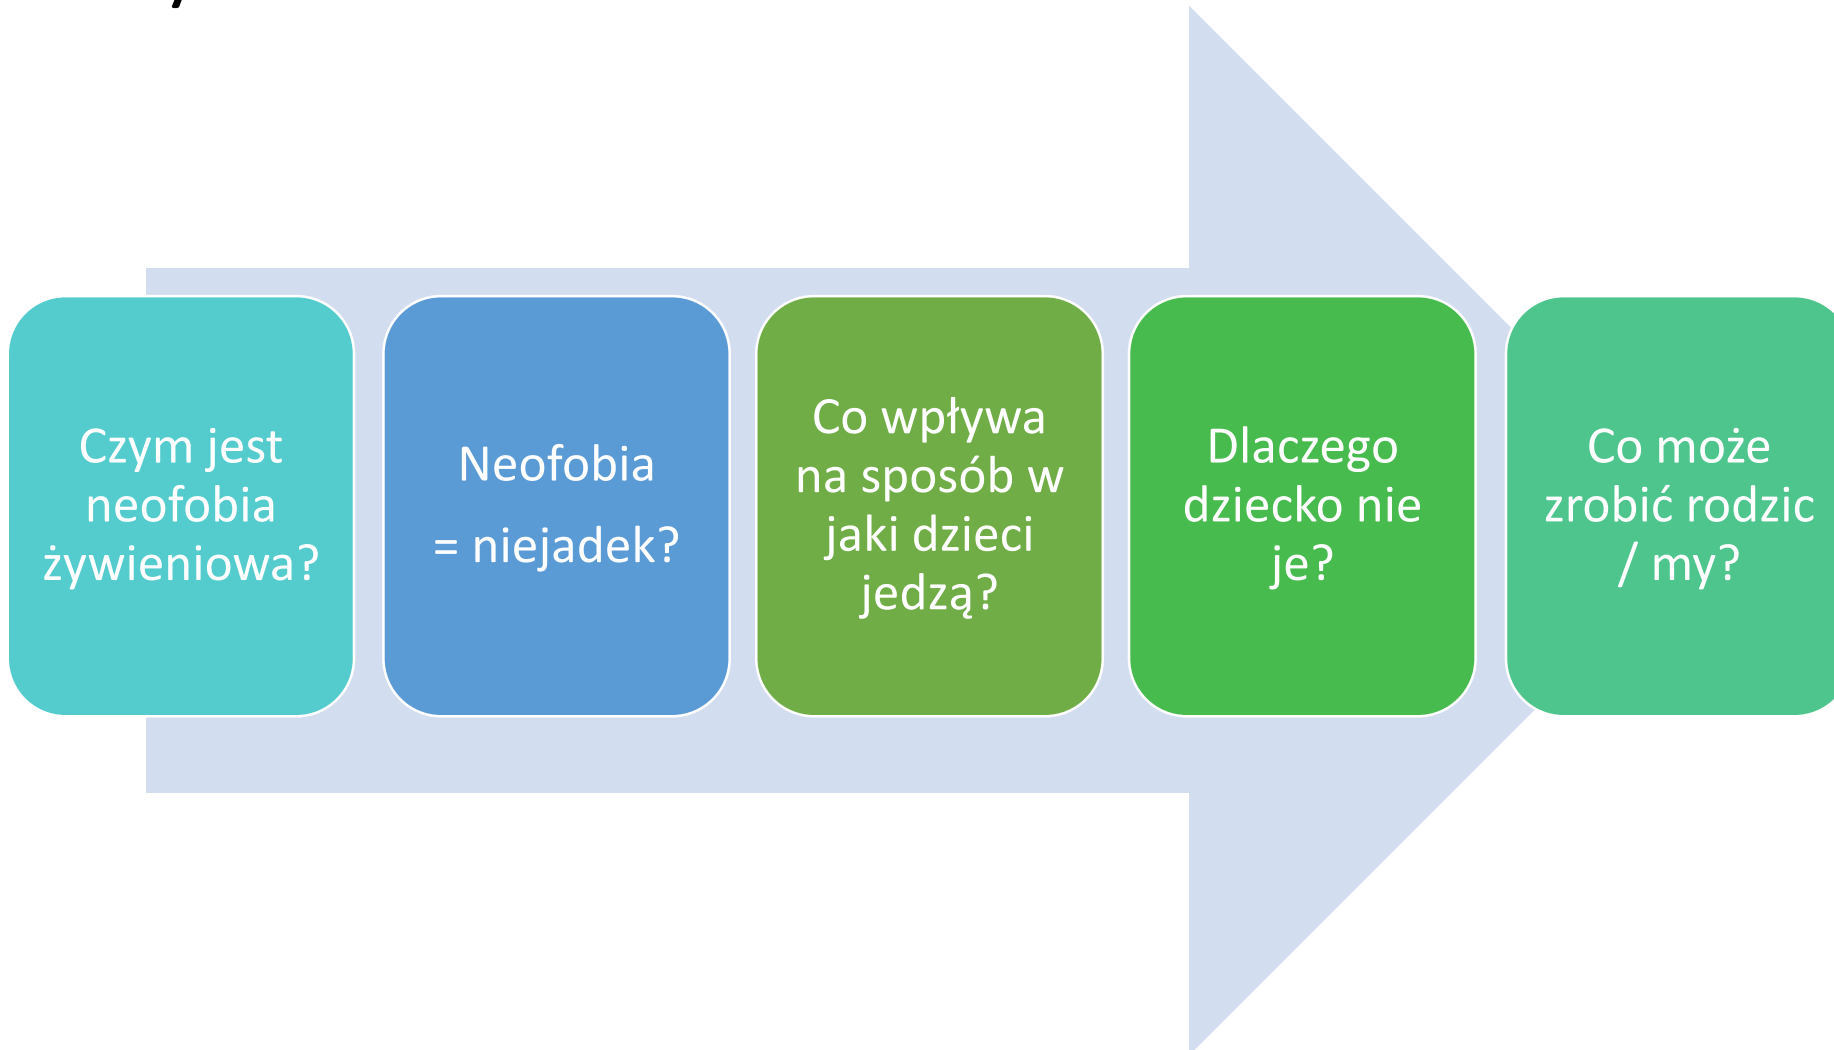 Czym jest
neofobia
żywieniowa?
Neofobia
= niejadek?
Co wpływa
na sposób w
jaki dzieci
jedzą?
Dlaczego
dziecko nie
je?
Co może
zrobić rodzic
/ my?